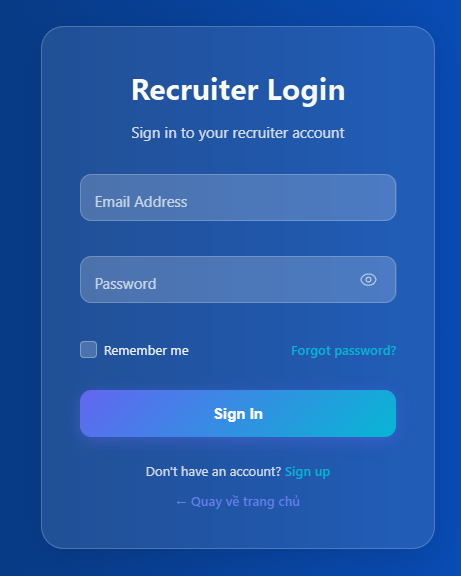 Recruiter Login
Sign in to your recruiter account
Email Address
Password
Remember me Forgot password?
Sign In
Don't have an account? Sign up
← Quay về trang chủ